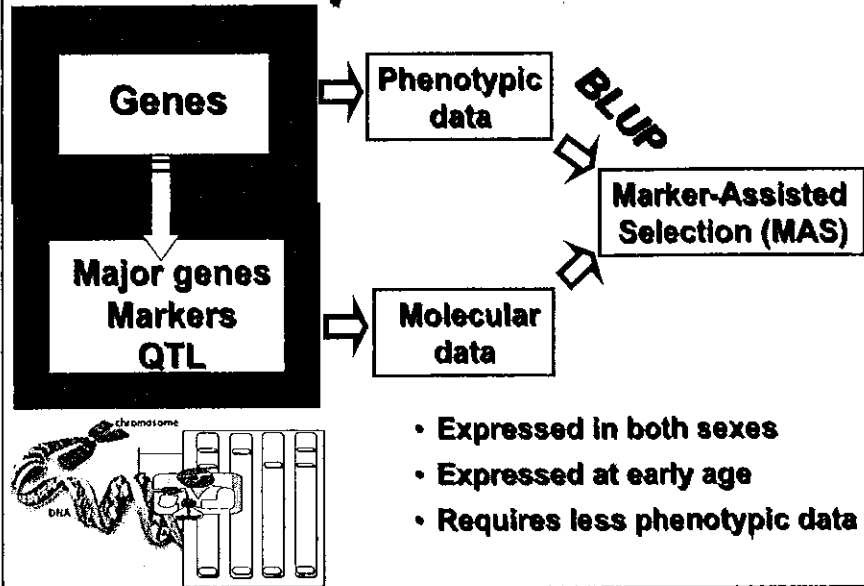 Genes
Phenotypic
data
BLUP
Marker-Assisted
Selection (MAS)
Major genes
Markers
QTL
Molecular
data
chromosome
DNA
• Expressed in both sexes
• Expressed at early age
• Requires less phenotypic data